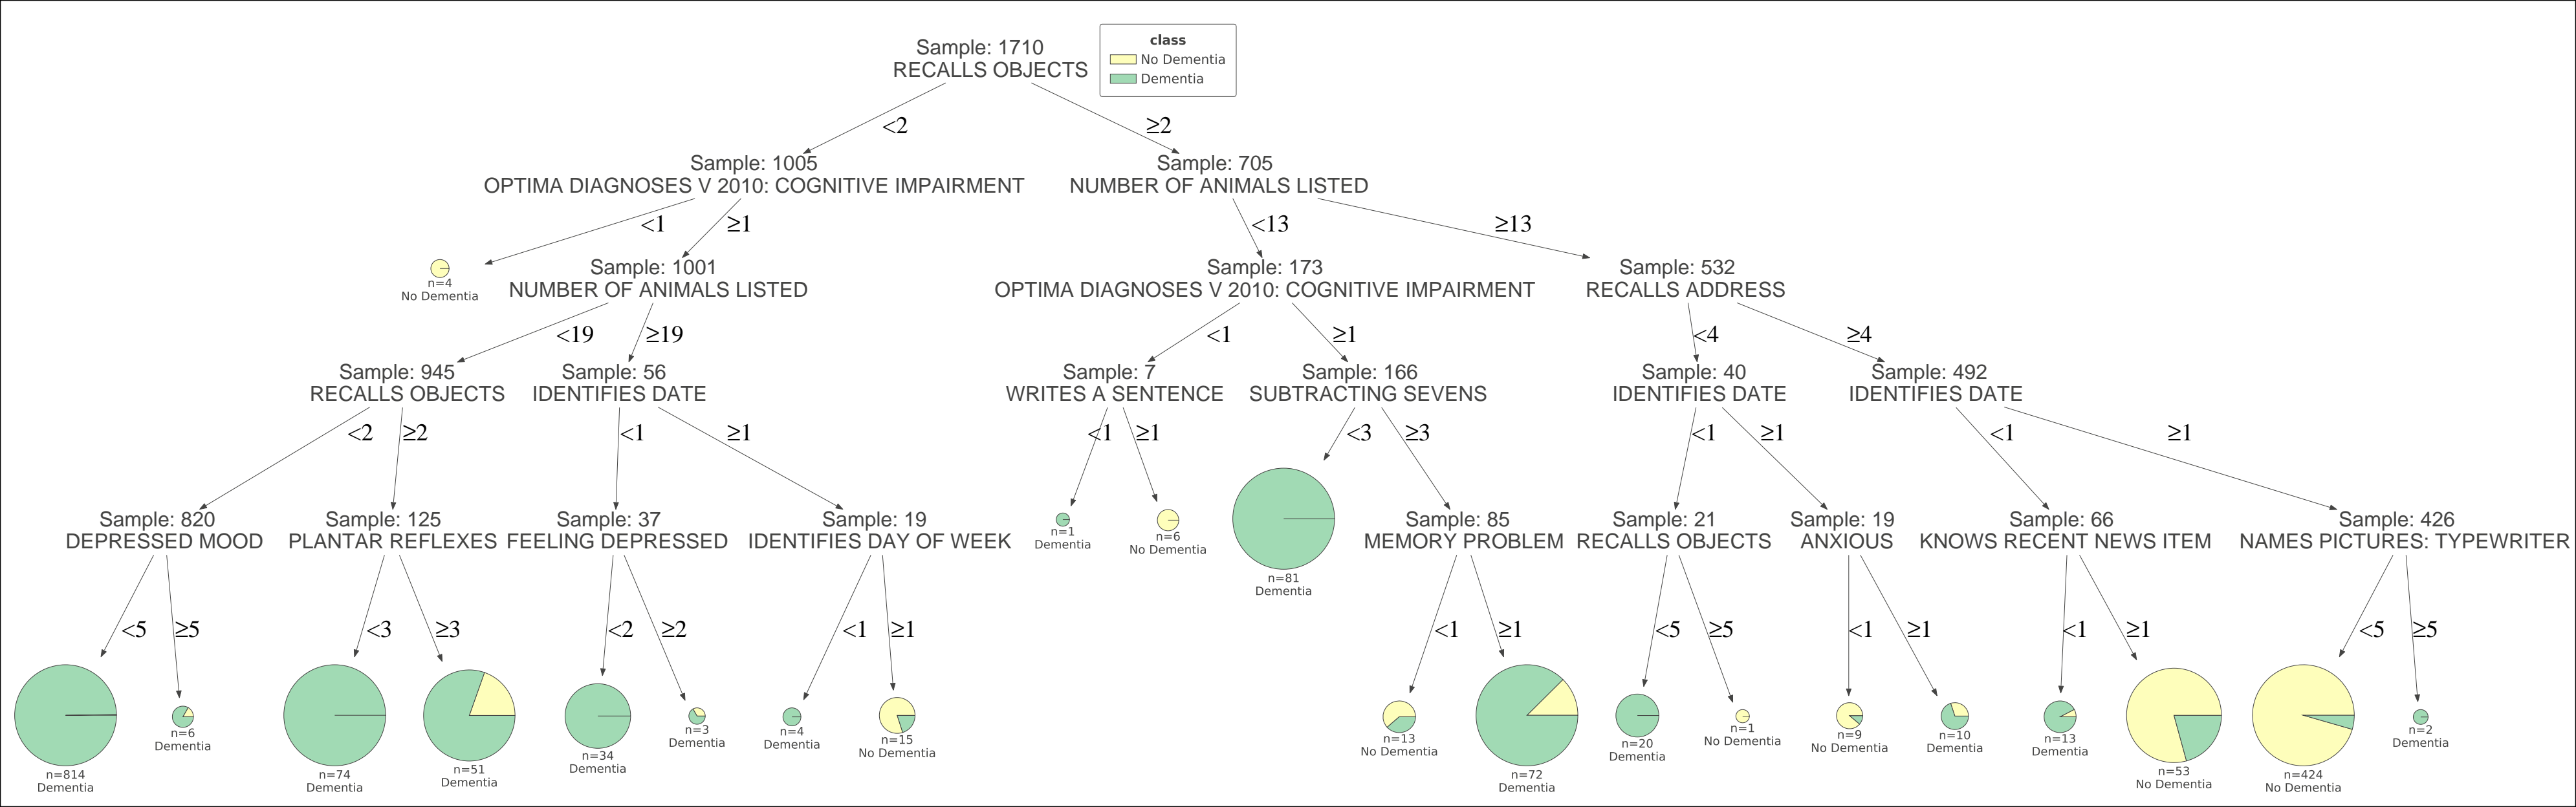 Sample: 1710
RECALLS OBJECTS
class
No Dementia
Dementia
<2
≥2
Sample: 1005
OPTIMA DIAGNOSES V 2010: COGNITIVE IMPAIRMENT
Sample: 705
NUMBER OF ANIMALS LISTED
<1
≥1
<13
≥13
n=4
No Dementia
Sample: 1001
NUMBER OF ANIMALS LISTED
Sample: 173
OPTIMA DIAGNOSES V 2010: COGNITIVE IMPAIRMENT
Sample: 532
RECALLS ADDRESS
<19
≥19
<1
≥1
<4
≥4
Sample: 945
RECALLS OBJECTS
Sample: 56
IDENTIFIES DATE
Sample: 7
WRITES A SENTENCE
Sample: 166
SUBTRACTING SEVENS
Sample: 40
IDENTIFIES DATE
Sample: 492
IDENTIFIES DATE
<2
≥2
<1
≥1
<1
≥1
<3
≥3
<1
≥1
<1
≥1
Sample: 820
DEPRESSED MOOD
Sample: 125
PLANTAR REFLEXES
Sample: 37
FEELING DEPRESSED
Sample: 19
IDENTIFIES DAY OF WEEK
n=1
Dementia
n=6
No Dementia
n=81
Dementia
Sample: 85
MEMORY PROBLEM
Sample: 21
RECALLS OBJECTS
Sample: 19
ANXIOUS
Sample: 66
KNOWS RECENT NEWS ITEM
Sample: 426
NAMES PICTURES: TYPEWRITER
<5
≥5
<3
≥3
<2
≥2
<1
≥1
<1
≥1
<5
≥5
<1
≥1
<1
≥1
<5
≥5
n=814
Dementia
n=6
Dementia
n=74
Dementia
n=51
Dementia
n=34
Dementia
n=3
Dementia
n=4
Dementia
n=15
No Dementia
n=13
No Dementia
n=72
Dementia
n=20
Dementia
n=1
No Dementia
n=9
No Dementia
n=10
Dementia
n=13
Dementia
n=53
No Dementia
n=424
No Dementia
n=2
Dementia